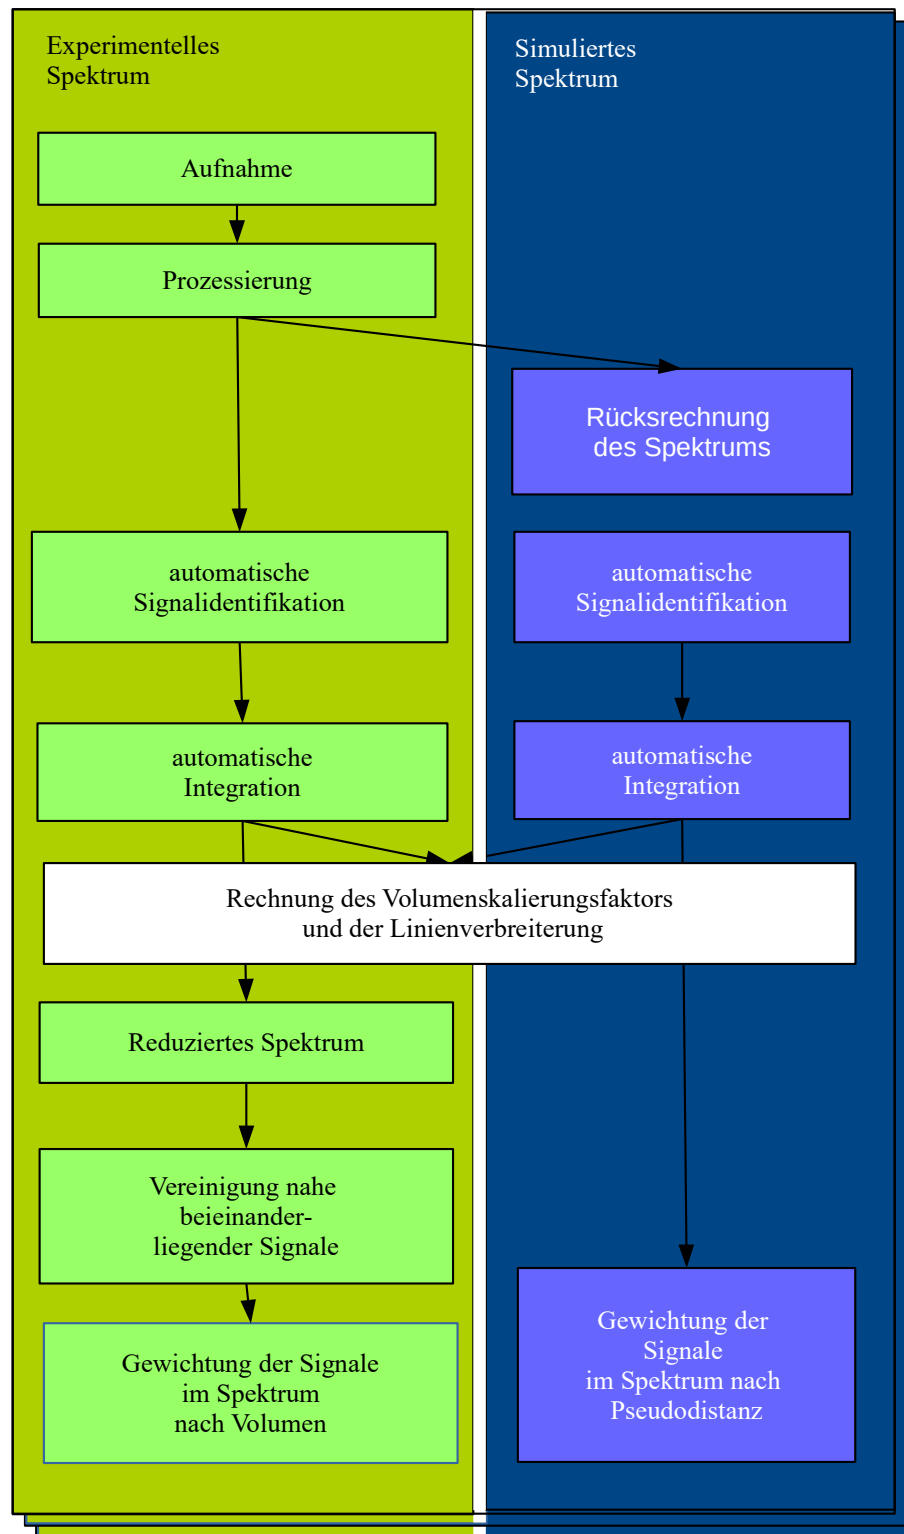 Experimentelles
Spektrum
Simuliertes
Spektrum
Aufnahme
Prozessierung
Rücksrechnung
des Spektrums
automatische
Signalidentifikation
automatische
Signalidentifikation
automatische
Integration
automatische
Integration
Rechnung des Volumenskalierungsfaktors
und der Linienverbreiterung
Reduziertes Spektrum
Vereinigung nahe
beieinander-
liegender Signale
Gewichtung der Signale
im Spektrum
nach Volumen
Gewichtung der
Signale
im Spektrum nach
Pseudodistanz